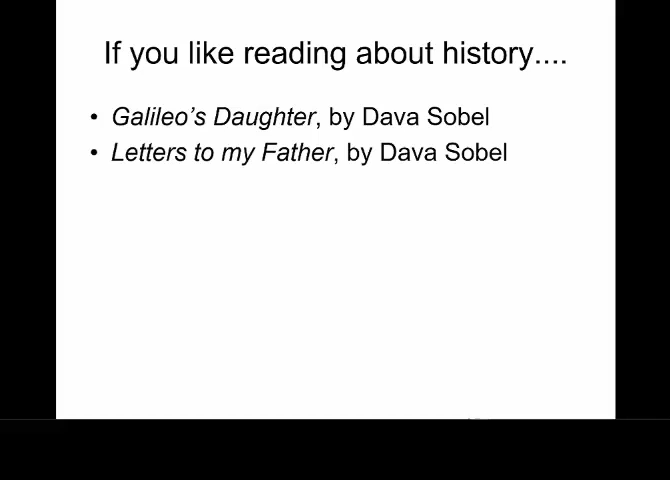 If you like reading about history....
• Galileo's Daughter, by Dava Sobel
• Letters to my Father, by Dava Sobel